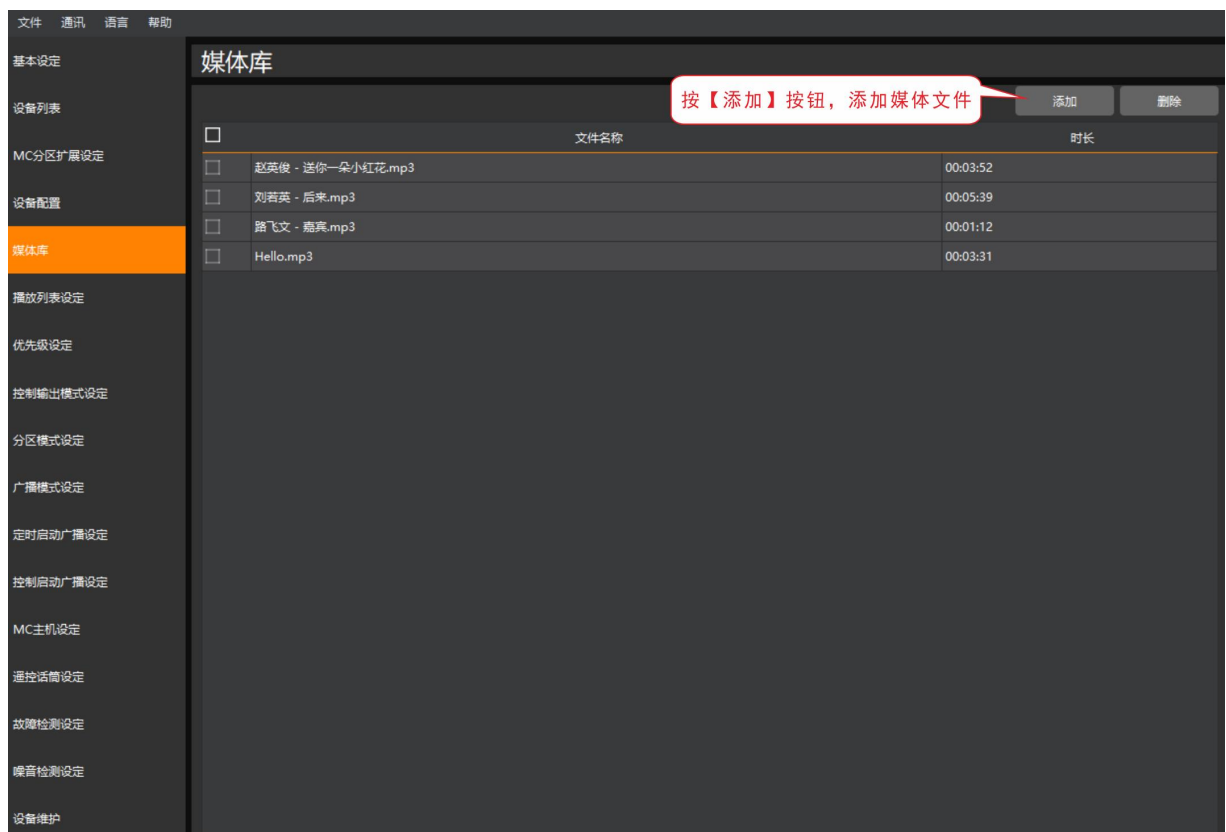 文件 通讯 语言 帮助
基本设定
设备列表
MC分区扩展设定
设备配置
媒体库
播放列表设定
优先级设定
控制输出模式设定
分区模式设定
广播模式设定
定时启动广播设定
控制启动广播设定
MC主机设定
遥控话筒设定
故障检测设定
噪音检测设定
设备维护
媒体库
按【添加】按钮，添加媒体文件
添加 删除
文件名称 时长
赵英俊 - 送你一朵小红花.mp3 00:03:52
刘若英 - 后来.mp3 00:05:39
路飞文 - 嘉宾.mp3 00:01:12
Hello.mp3 00:03:31